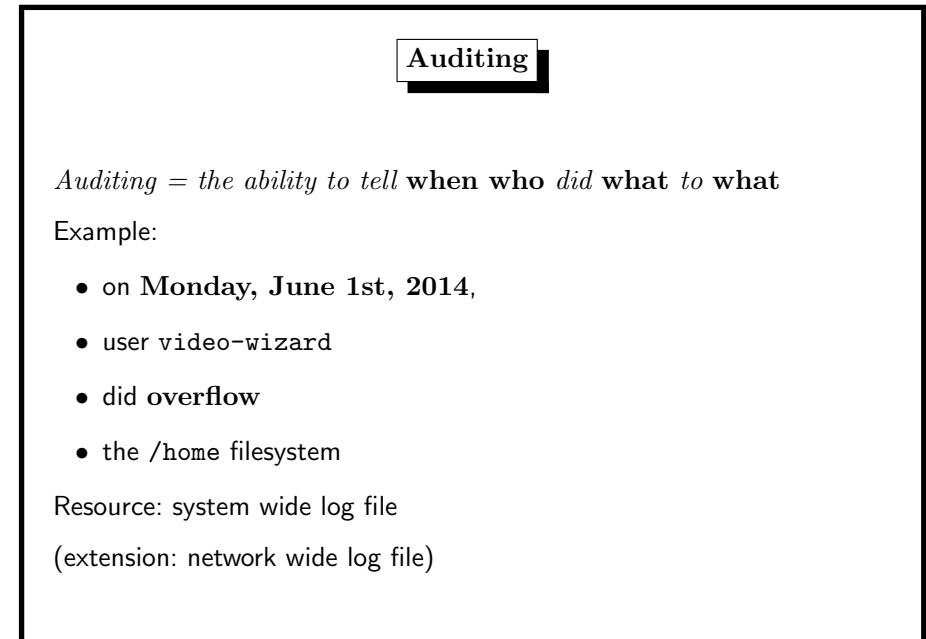 Auditing
Auditing = the ability to tell when who did what to what
Example:
• on Monday, June 1st, 2014,
• user video-wizard
• did overflow
• the /home filesystem
Resource: system wide log file
(extension: network wide log file)